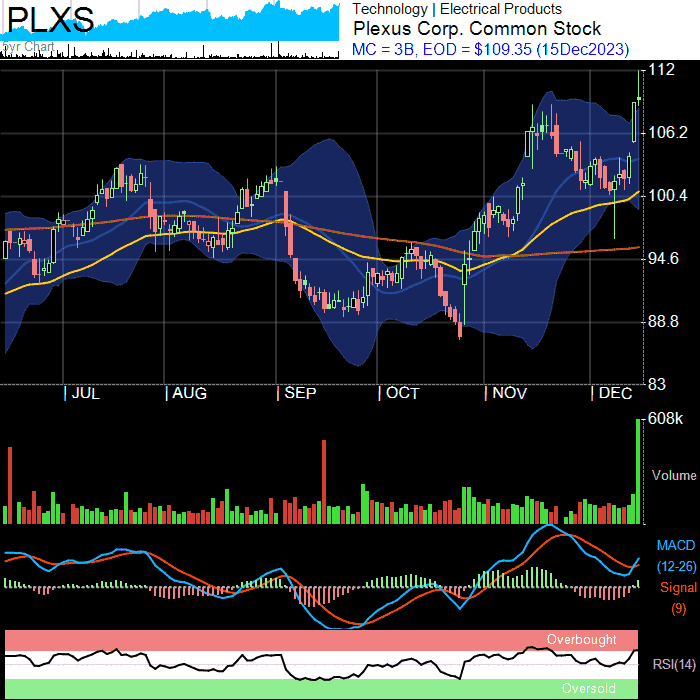 PLXS
5yr Chart
Technology | Electrical Products
Plexus Corp. Common Stock
MC = 3B, EOD = $109.35 (15Dec2023)
112
106.2
100.4
94.6
88.8
83
| JUL | AUG | SEP | OCT | NOV | DEC
608k
Volume
MACD
(12-26)
Signal
(9)
Overbought
RSI(14)
Oversold